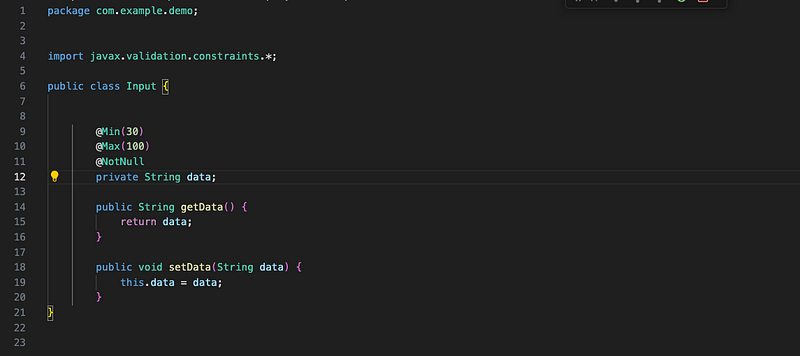 1 package com.example.demo;
2
3
4 import javax.validation.constraints.*;
5
6 public class Input {
7
8
9 @Min(30)
10 @Max(100)
11 @NotNull
12 private String data;
13
14 public String getData() {
15 return data;
16 }
17
18 public void setData(String data) {
19 this.data = data;
20 }
21 }
22
23